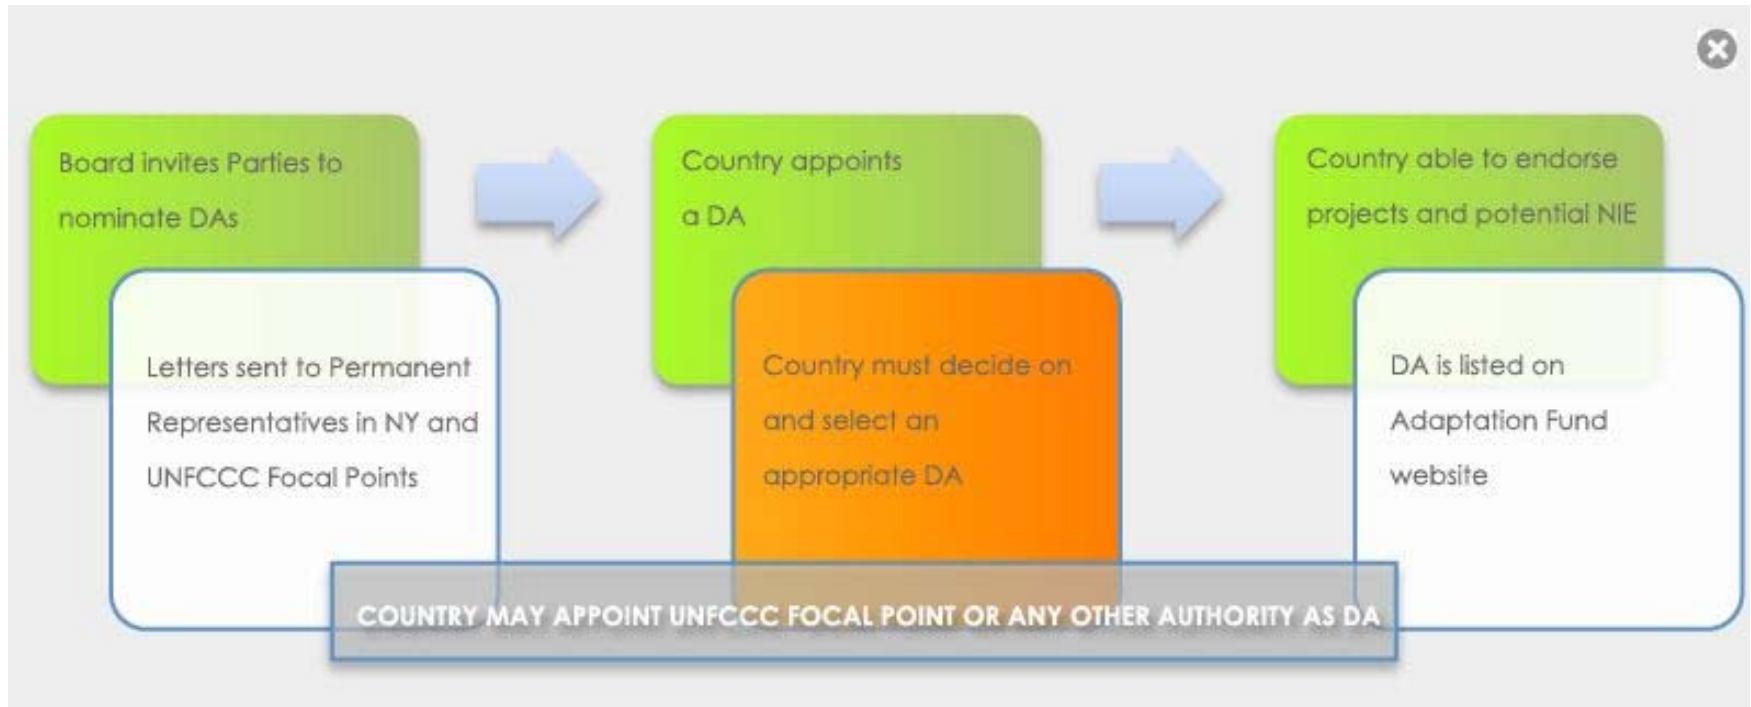 Board invites Parties to
nominate DAs
Letters sent to Permanent
Representatives in NY and
UNFCCC Focal Points
Country appoints
a DA
Country must decide on
and select an
appropriate DA
Country able to endorse
projects and potential NIE
DA is listed on
Adaptation Fund
website
COUNTRY MAY APPOINT UNFCCC FOCAL POINT OR ANY OTHER AUTHORITY AS DA